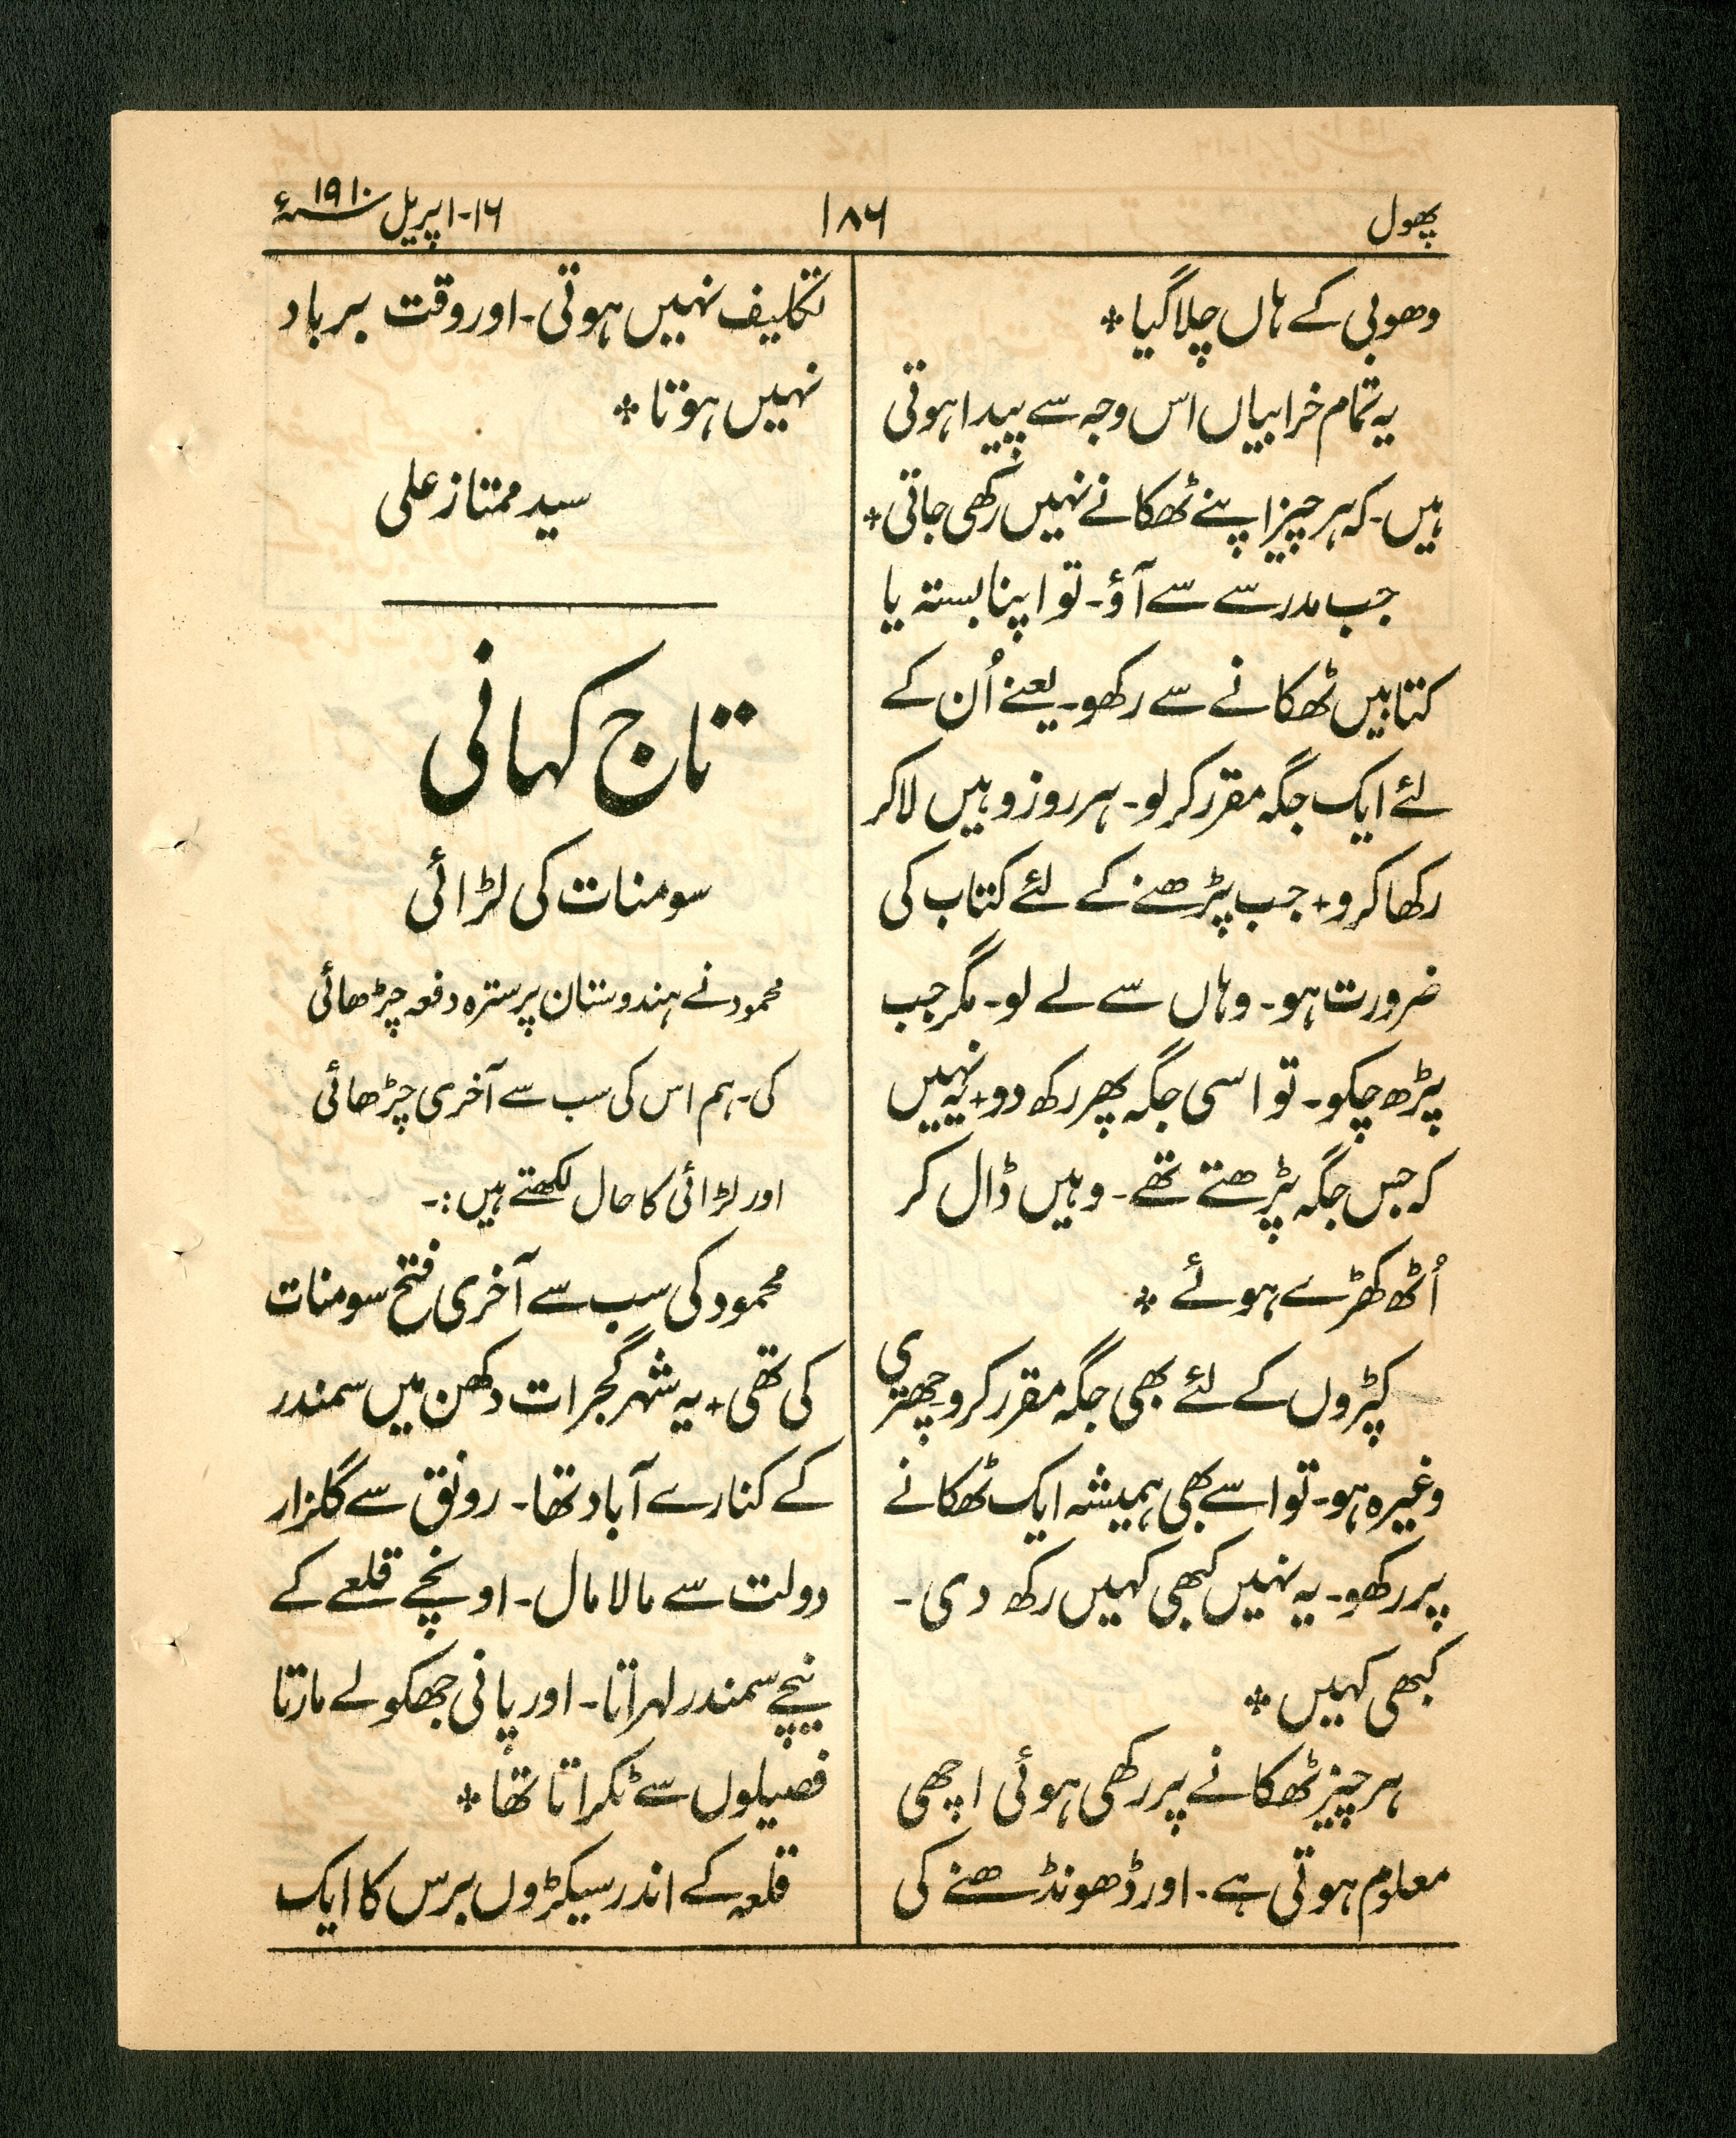 پھول
۱۸۶
۱۶-اپریل ۱۹۱۰ء
دھوبی کے ہاں چلا گیا ÷
یہ تمام خرابیاں اس وجہ سے پیدا ہوتی
ہیں۔ کہ ہر چیز اپنے ٹھکانے نہیں رکھی جاتی ÷
جب مدرسے سے آؤ۔ تو اپنا بستہ یا
کتابیں ٹھکانے سے رکھو۔ یعنے اُن کے
لئے ایک جگہ مقرر کر لو۔ ہر روز وہیں لا کر
رکھا کرو + جب پڑھنے کے لئے کتاب کی
ضرورت ہو۔ وہاں سے لے لو۔ مگر جب
پڑھ چکو۔ تو اسی جگہ پھر رکھ دو + یہ نہیں
کہ جس جگہ پڑھتے تھے۔ وہیں ڈال کر
اُٹھ کھڑے ہوئے ÷
کپڑوں کے لئے بھی جگہ مقرر کرو۔ چھتری
وغیرہ ہو۔ تو اسے بھی ہمیشہ ایک ٹھکانے
پر رکھو۔ یہ نہیں کبھی کہیں رکھ دی۔
کبھی کہیں ÷
ہر چیز ٹھکانے پر رکھی ہوئی اچھی
معلوم ہوتی ہے۔ اور ڈھونڈھنے کی
تکلیف نہیں ہوتی۔ اور وقت برباد
نہیں ہوتا ÷
سید ممتاز علی
تاج کہانی
سومنات کی لڑائی
محمود نے ہندوستان پر سترہ دفعہ چڑھائی
کی۔ ہم اس کی سب سے آخری چڑھائی
اور لڑائی کا حال لکھتے ہیں:۔
محمود کی سب سے آخری فتح سومنات
کی تھی + یہ شہر گجرات دکھن میں سمندر
کے کنارے آباد تھا۔ رونق سے گلزار
دولت سے مالا مال۔ اونچے قلعے کے
نیچے سمندر لہراتا۔ اور پانی جھکولے مارتا
فصیلوں سے ٹکراتا تھا ÷
قلعہ کے اندر سیکڑوں برس کا ایک